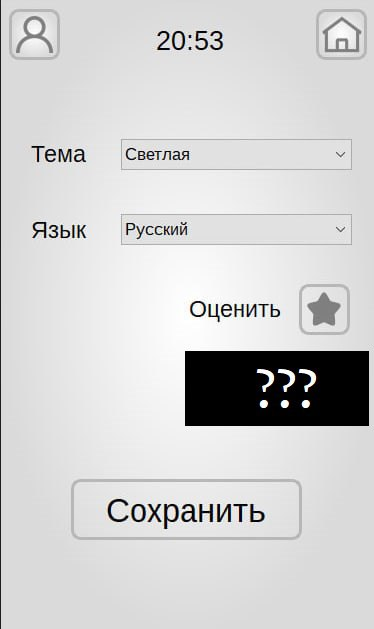 20:53
Тема Светлая
Язык Русский
Оценить
???
Сохранить